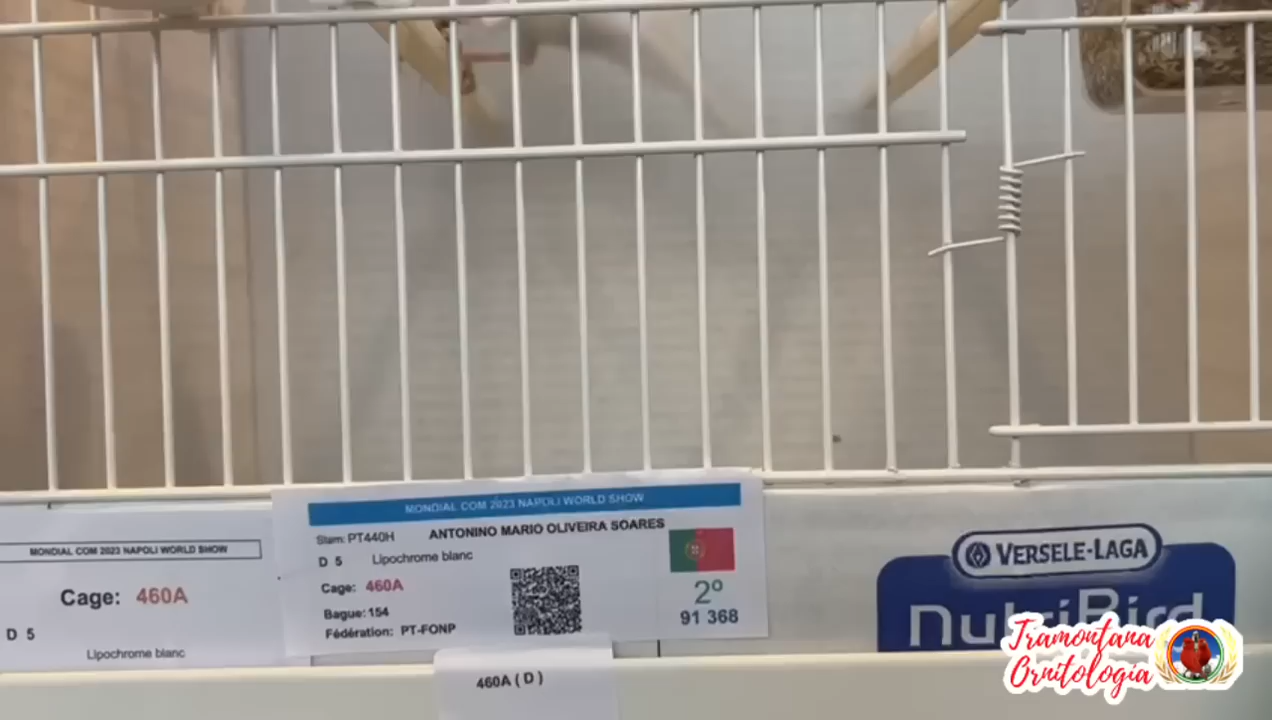 MONDIAL COM 2023 NAPOLI WORLD SHOW
Cage: 460A
D 5
Lipochrome blanc
MONDIAL COM 2023 NAPOLI WORLD SHOW
Stam: PT440H ANTONINO MARIO OLIVEIRA SOARES
D 5 Lipochrome blanc
Cage: 460A
Bague: 154
Fédération: PT-FONP
2º
91 368
460A ( D )
VERSELE-LAGA
NutriBird
Tramontana
Ornitología